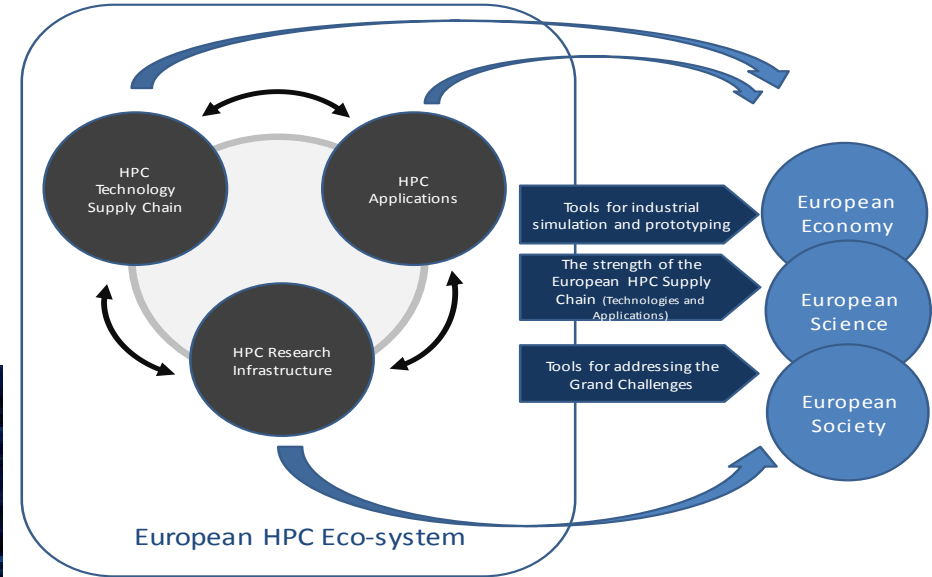 HPC
Technology
Supply Chain
HPC
Applications
HPC Research
Infrastructure
European HPC Eco-system
Tools for industrial
simulation and prototyping
The strength of the
European HPC Supply
Chain (Technologies and
Applications)
Tools for addressing the
Grand Challenges
European
Economy
European
Science
European
Society